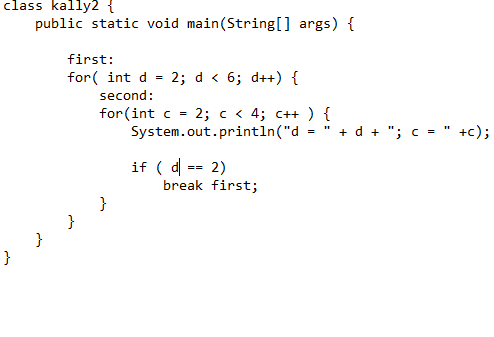 class kally2 {
    public static void main(String[] args) {
        first:
        for( int d = 2; d < 6; d++) {
            second:
            for(int c = 2; c < 4; c++ ) {
                System.out.println("d = " + d + "; c = " +c);
                if ( d == 2)
                    break first;
            }
        }
    }
}